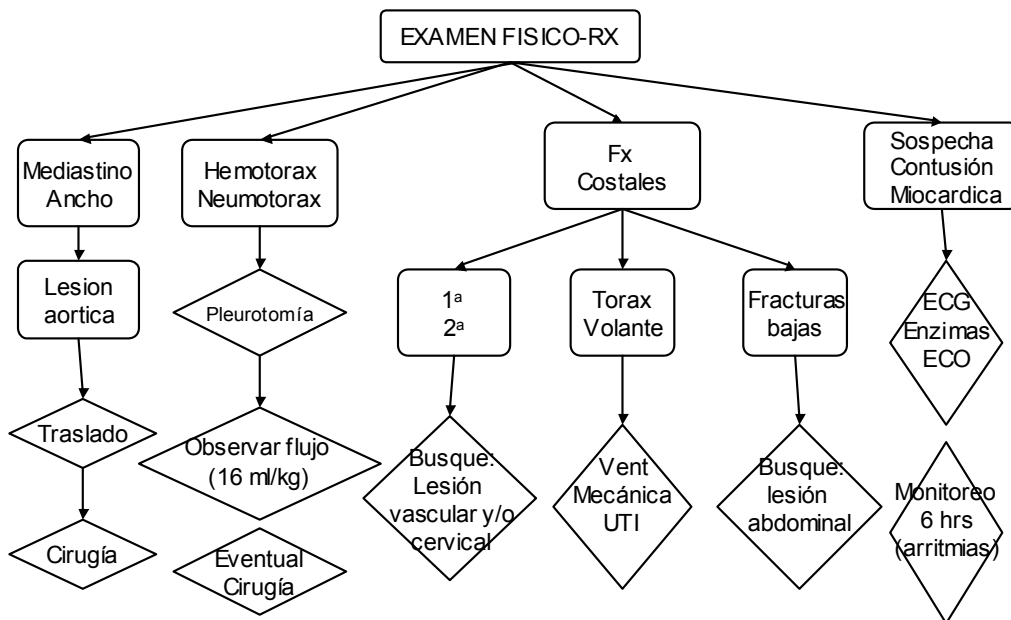 EXAMEN FISICO-RX
Mediastino
Ancho
Hemotorax
Neumotorax
Fx
Costales
Sospecha
Contusión
Miocardica
Lesion
aortica
Pleurotomía
1ª
2ª
Torax
Volante
Fracturas
bajas
ECG
Enzimas
ECO
Traslado
Observar flujo
(16 ml/kg)
Busque:
Lesión
vascular y/o
cervical
Vent
Mecánica
UTI
Busque:
lesión
abdominal
Monitoreo
6 hrs
(arritmias)
Cirugía
Eventual
Cirugía